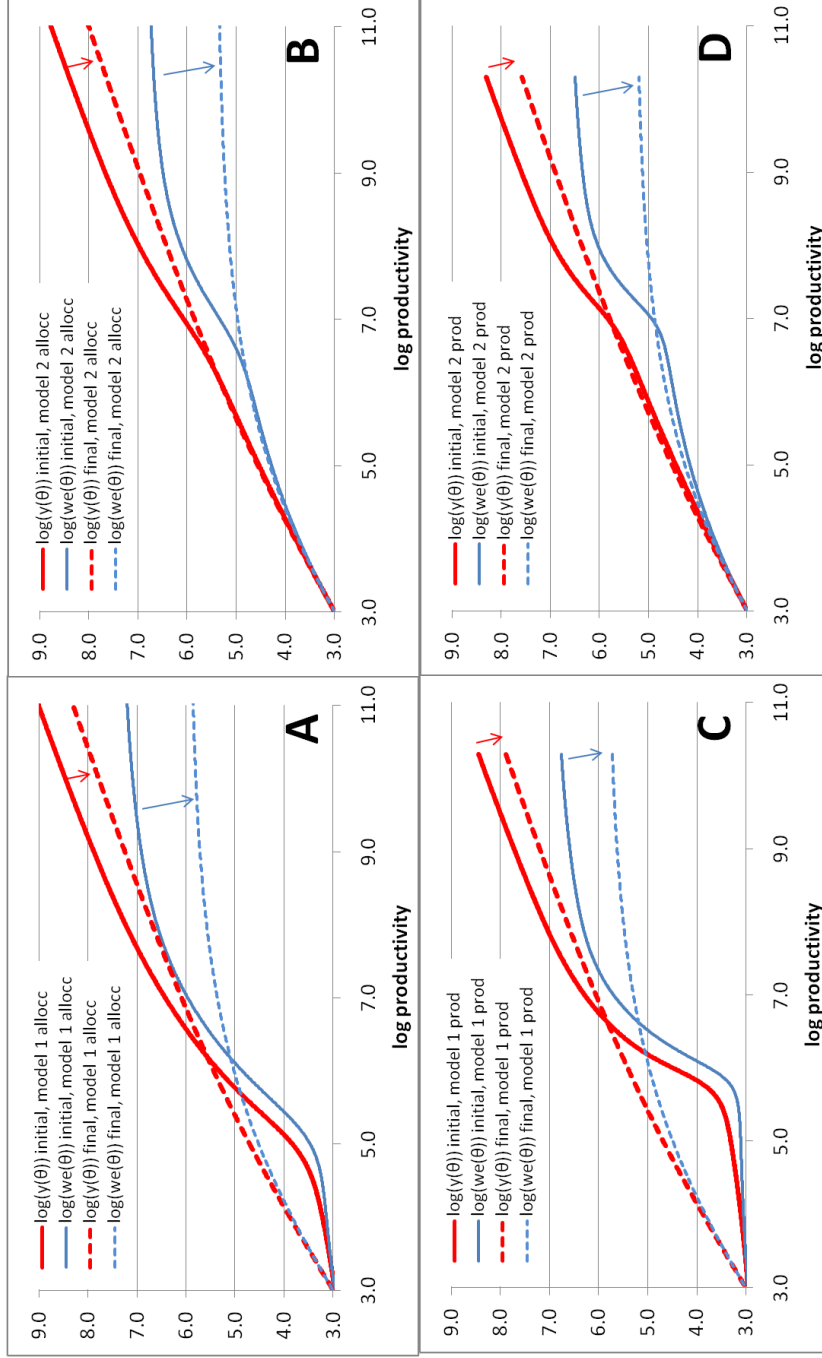 A
log(y(θ)) initial, model 1 allocc
log(we(θ)) initial, model 1 allocc
log(y(θ)) final, model 1 allocc
log(we(θ)) final, model 1 allocc
9.0
8.0
7.0
6.0
5.0
4.0
3.0
3.0 5.0 7.0 9.0 11.0
log productivity
B
log(y(θ)) initial, model 2 allocc
log(we(θ)) initial, model 2 allocc
log(y(θ)) final, model 2 allocc
log(we(θ)) final, model 2 allocc
9.0
8.0
7.0
6.0
5.0
4.0
3.0
3.0 5.0 7.0 9.0 11.0
log productivity
C
log(y(θ)) initial, model 1 prod
log(we(θ)) initial, model 1 prod
log(y(θ)) final, model 1 prod
log(we(θ)) final, model 1 prod
9.0
8.0
7.0
6.0
5.0
4.0
3.0
3.0 5.0 7.0 9.0 11.0
log productivity
D
log(y(θ)) initial, model 2 prod
log(we(θ)) initial, model 2 prod
log(y(θ)) final, model 2 prod
log(we(θ)) final, model 2 prod
9.0
8.0
7.0
6.0
5.0
4.0
3.0
3.0 5.0 7.0 9.0 11.0
log productivity